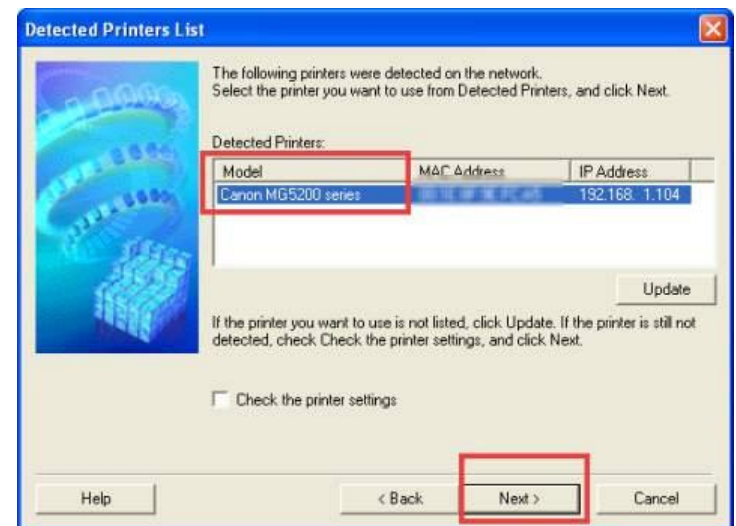 Detected Printers List
The following printers were detected on the network.
Select the printer you want to use from Detected Printers, and click Next.
Detected Printers:
Model MAC Address IP Address
Canon MG5200 series 192.168. 1.104
Update
If the printer you want to use is not listed, click Update. If the printer is still not
detected, check Check the printer settings, and click Next.
Check the printer settings
Help < Back Next > Cancel